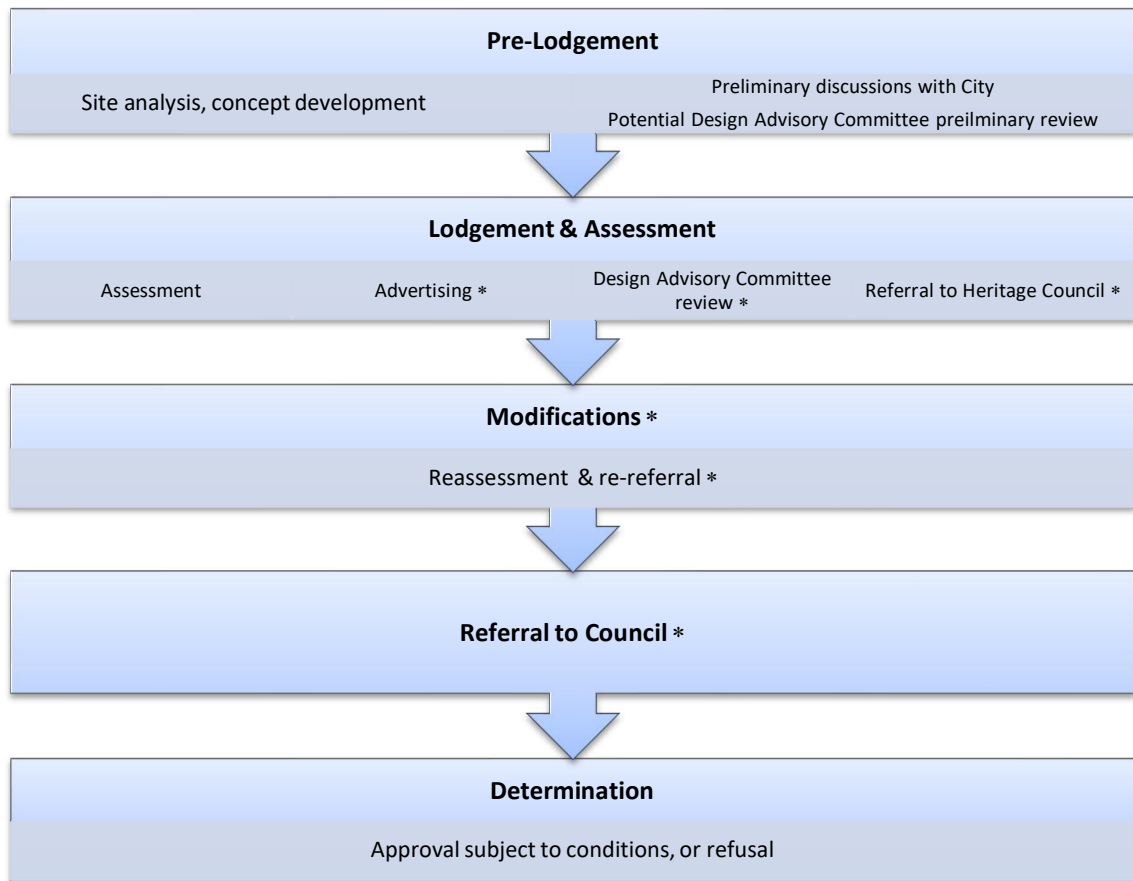 Pre-Lodgement
Site analysis, concept development
Preliminary discussions with City
Potential Design Advisory Committee preilminary review
Lodgement & Assessment
Assessment
Advertising *
Design Advisory Committee
review *
Referral to Heritage Council *
Modifications *
Reassessment & re-referral *
Referral to Council *
Determination
Approval subject to conditions, or refusal